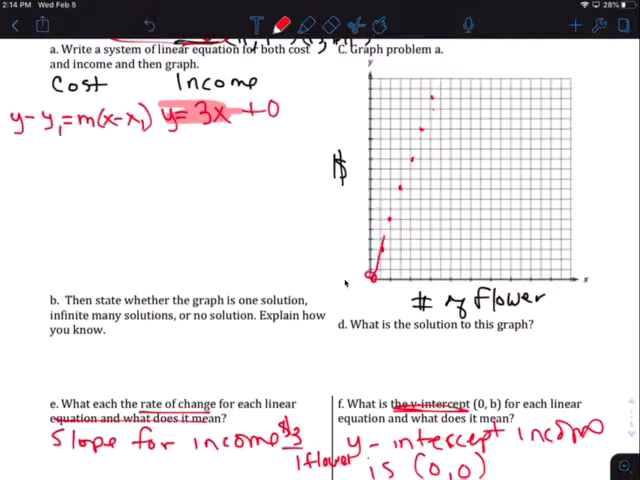 2:14 PM Wed Feb 5
28%
a. Write a system of linear equation for both cost
and income and then graph.
C. Graph problem a.
Cost Income
y - y₁ = m(x - x₁) y = 3x + 0
y
$
x
# of Flower
b. Then state whether the graph is one solution,
infinite many solutions, or no solution. Explain how
you know.
d. What is the solution to this graph?
e. What each the rate of change for each linear
equation and what does it mean?
Slope for income $3
1 flower
f. What is the y-intercept (0, b) for each linear
equation and what does it mean?
y - intercept income
is (0,0)